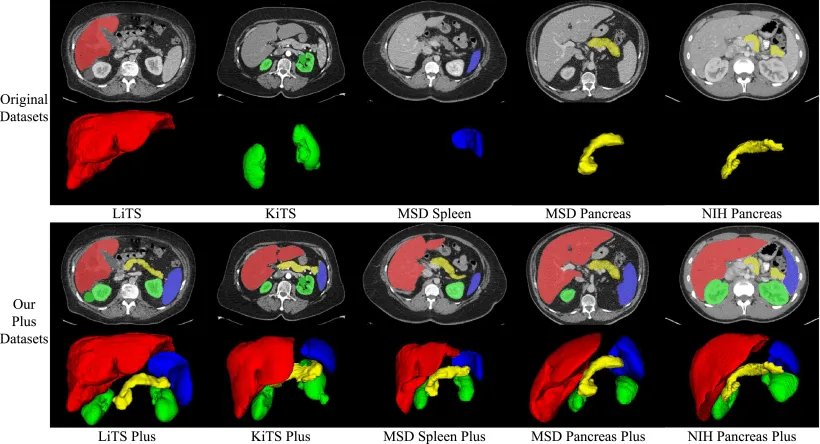 Original
Datasets
LiTS
KiTS
MSD Spleen
MSD Pancreas
NIH Pancreas
Our
Plus
Datasets
LiTS Plus
KiTS Plus
MSD Spleen Plus
MSD Pancreas Plus
NIH Pancreas Plus